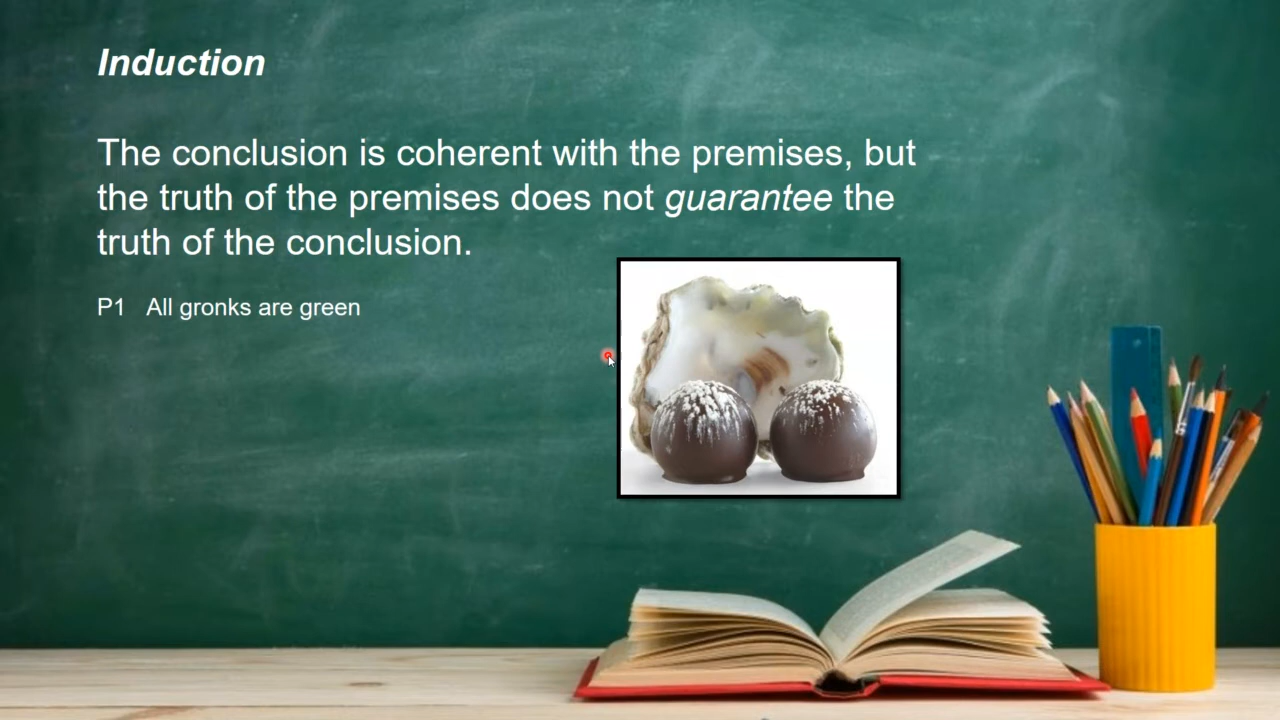 Induction
The conclusion is coherent with the premises, but
the truth of the premises does not guarantee the
truth of the conclusion.
P1 All gronks are green